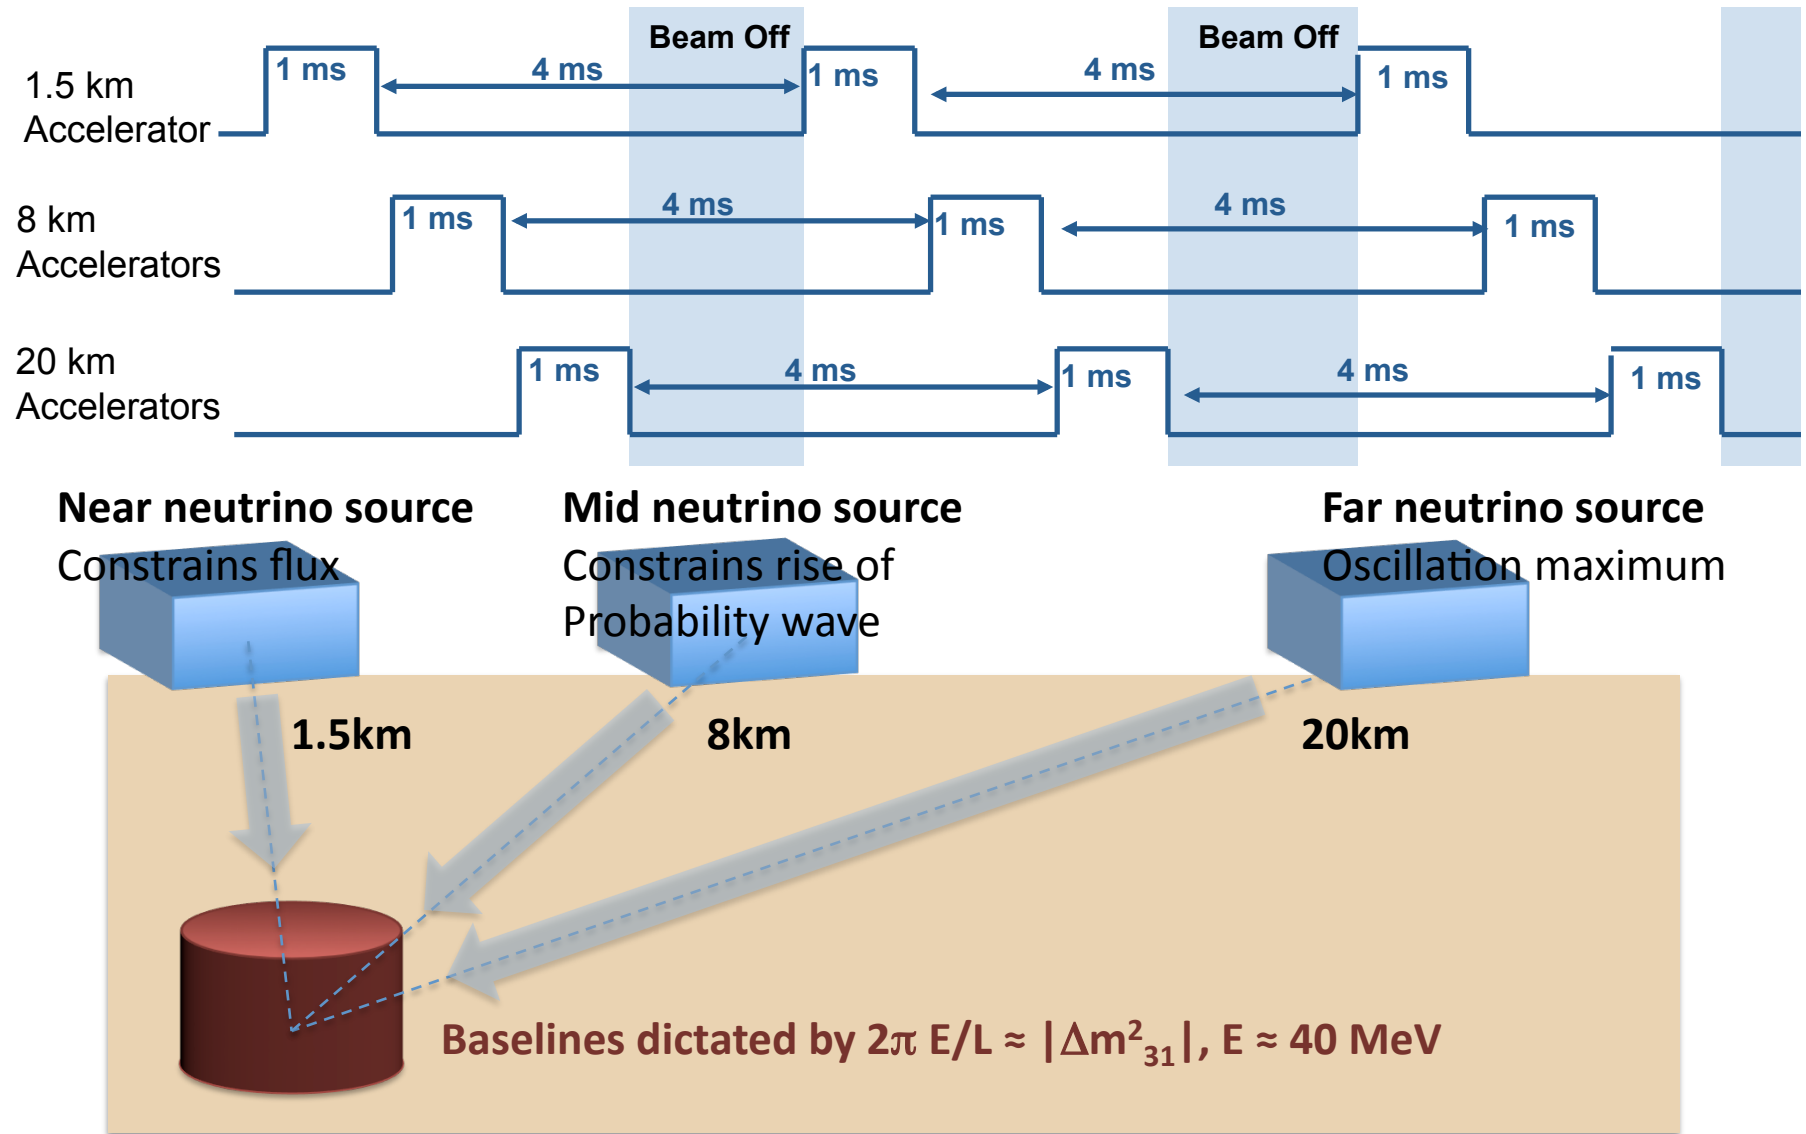 Beam Off
Beam Off
1.5 km
Accelerator
1 ms
4 ms
1 ms
4 ms
1 ms
8 km
Accelerators
1 ms
4 ms
1 ms
4 ms
1 ms
20 km
Accelerators
1 ms
4 ms
1 ms
4 ms
1 ms
Near neutrino source
Constrains flux
Mid neutrino source
Constrains rise of
Probability wave
Far neutrino source
Oscillation maximum
1.5km
8km
20km
Baselines dictated by 2π E/L ≈ |Δm²₃₁|, E ≈ 40 MeV